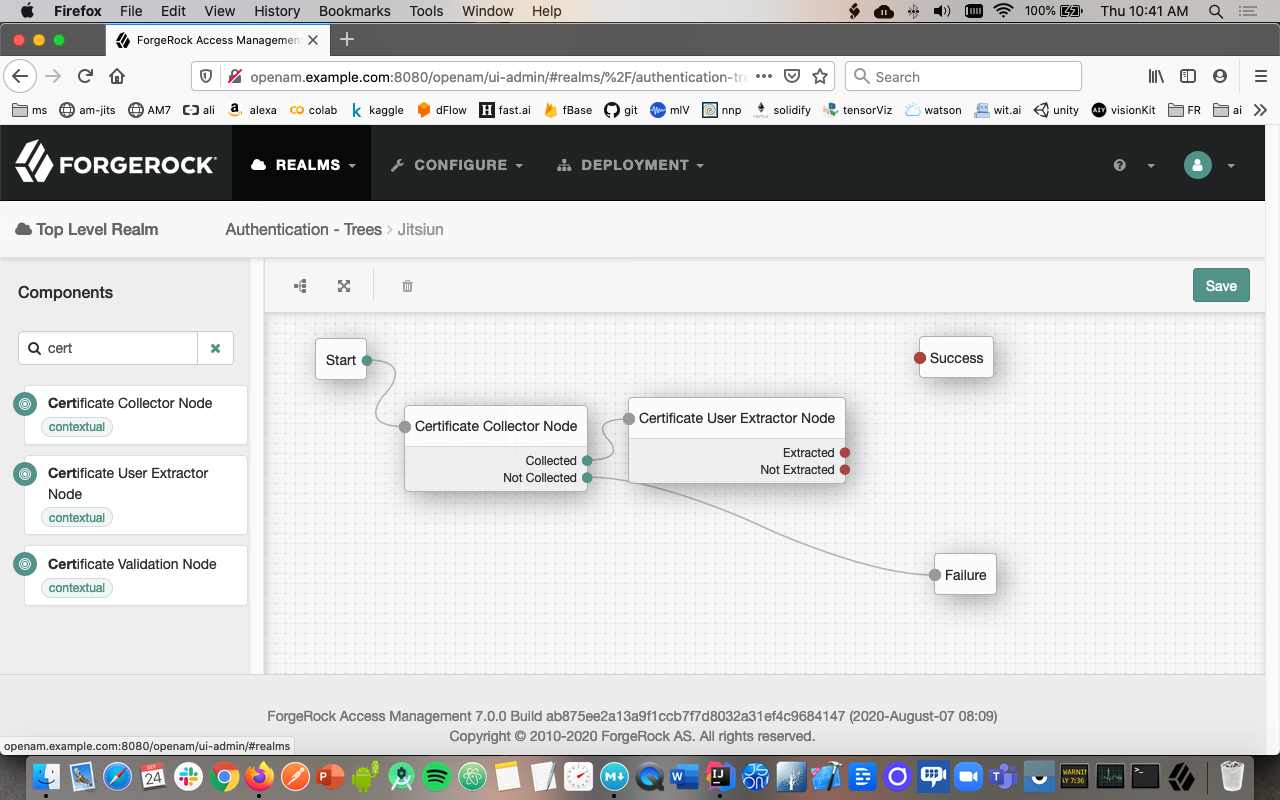 Firefox File Edit View History Bookmarks Tools Window Help 100% Thu 10:41 AM
ForgeRock Access Management
openam.example.com:8080/openam/ui-admin/#realms/%2F/authentication-tre
Search
ms am-jits AM7 ali alexa colab kaggle dFlow fast.ai fBase git mlV nnp solidify tensorViz watson wit.ai unity visionKit FR ai
FORGEROCK REALMS CONFIGURE DEPLOYMENT
Top Level Realm Authentication - Trees > Jitsiun
Components
Save
cert
Certificate Collector Node
contextual
Certificate User Extractor
Node
contextual
Certificate Validation Node
contextual
Start
Success
Certificate Collector Node
Collected
Not Collected
Certificate User Extractor Node
Extracted
Not Extracted
Failure
ForgeRock Access Management 7.0.0 Build ab875ee2a13a9f1ccb7f7d8032a31ef4c9684147 (2020-August-07 08:09)
Copyright © 2010-2020 ForgeRock AS. All rights reserved.
openam.example.com:8080/openam/ui-admin/#realms
SEP
24